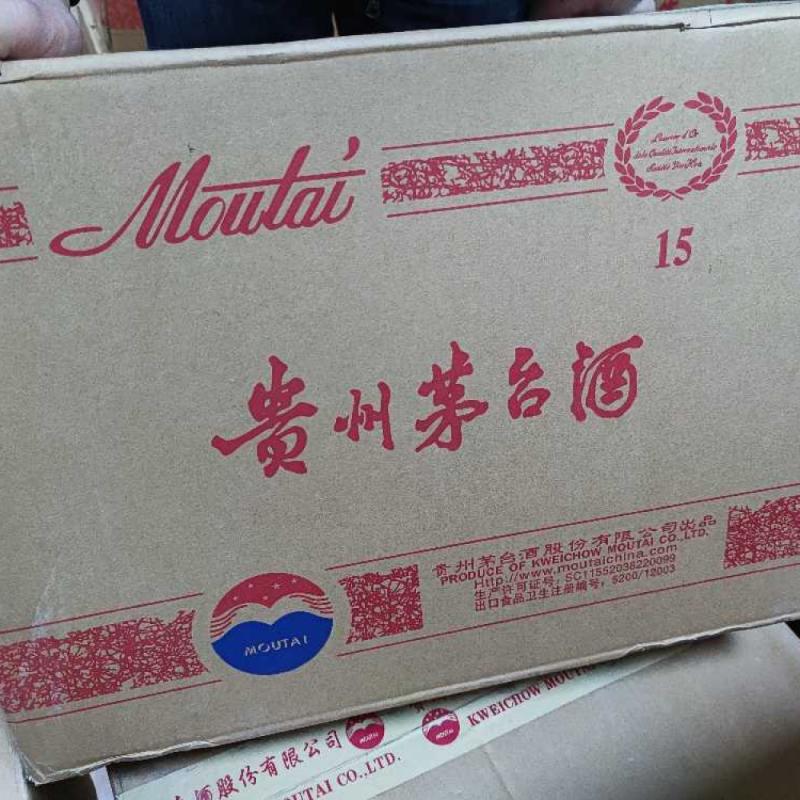 Moutai
15
贵州茅台酒
贵州茅台酒股份有限公司出品
PRODUCE OF KWEICHOW MOUTAI CO.,LTD.
Http://www.moutaichina.com
生产许可证号:SC11552038220099
出口食品卫生注册编号:5200/12003
MOUTAI
酒股份有限公司
MOUTAI
MOUTAI
KWEICHOW MOUTAI
MOUTAI CO.,LTD.